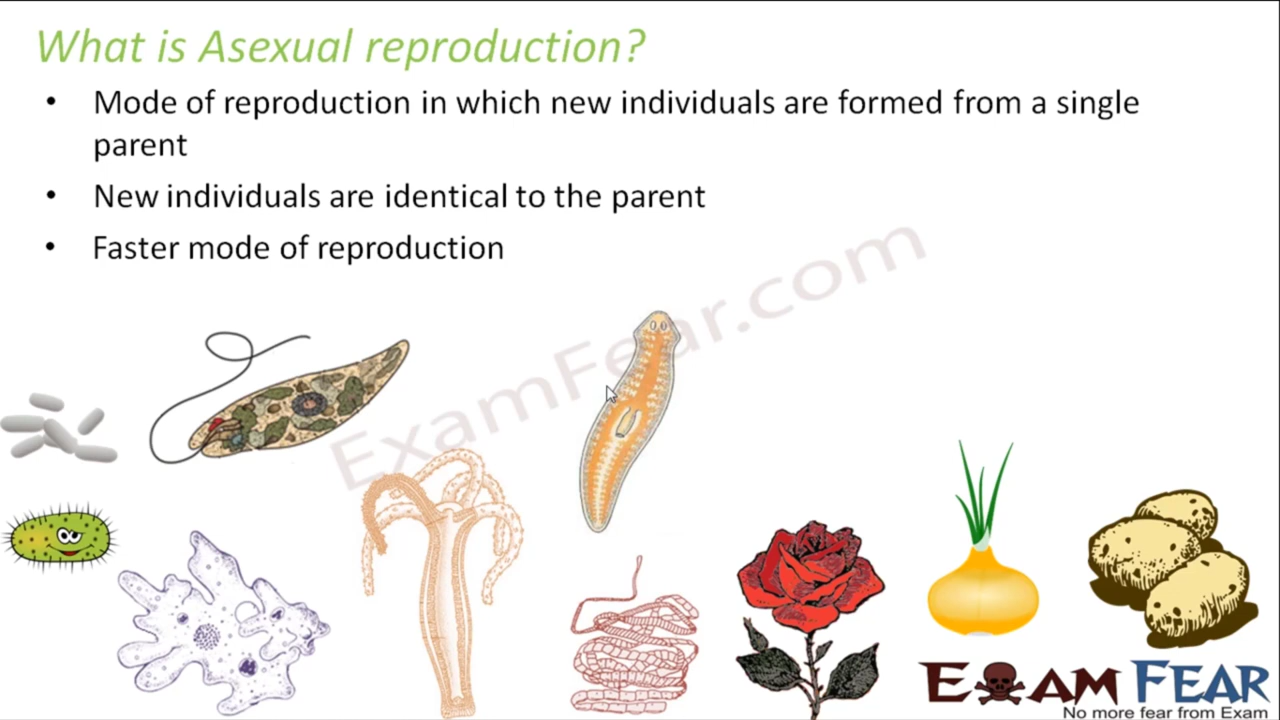 What is Asexual reproduction?
• Mode of reproduction in which new individuals are formed from a single
parent
• New individuals are identical to the parent
• Faster mode of reproduction
ExamFear.com
EXAM FEAR
No more fear from Exam